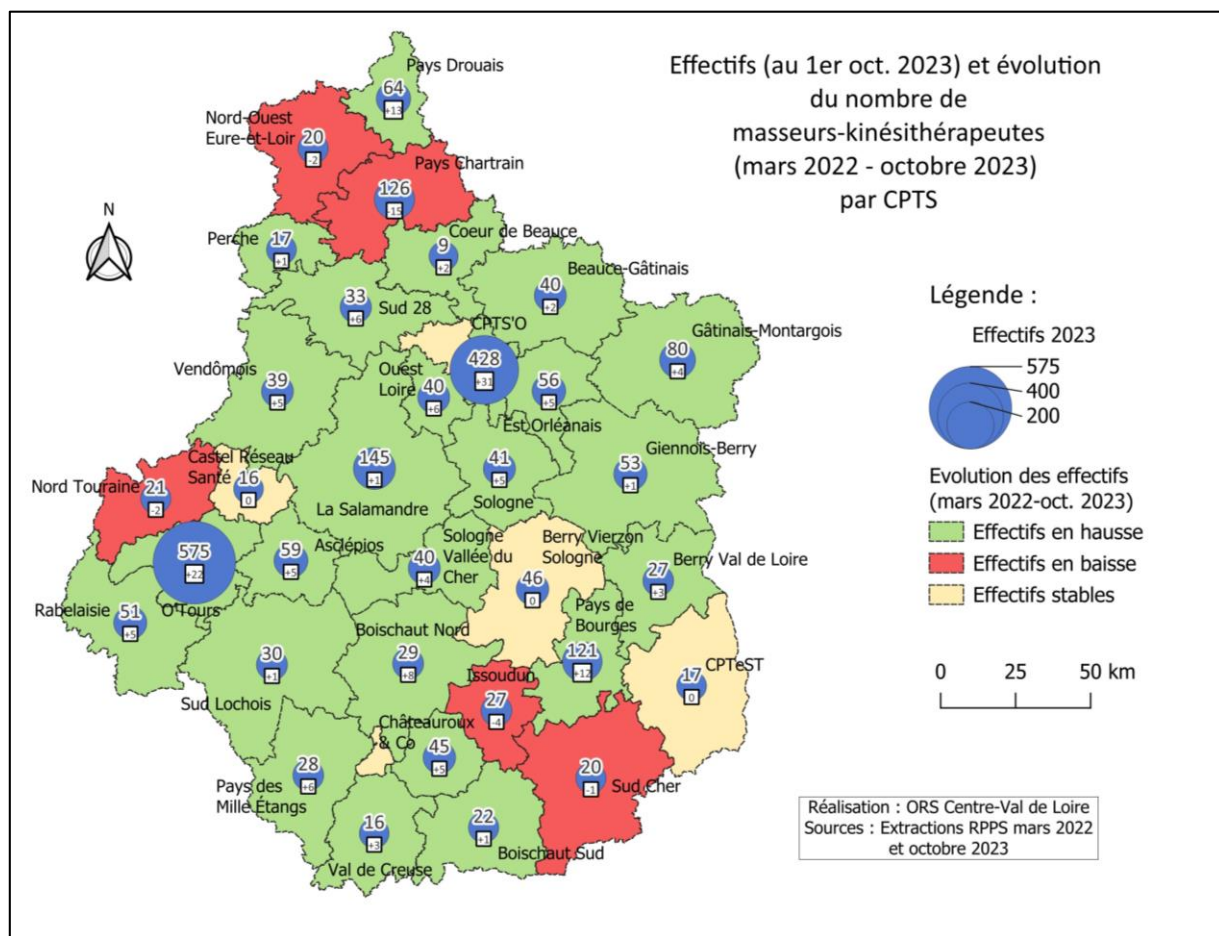 Effectifs (au 1er oct. 2023) et évolution
du nombre de
masseurs-kinésithérapeutes
(mars 2022 - octobre 2023)
par CPTS
Pays Drouais
64
+13
Nord-Ouest
Eure-et-Loir
20
-2
Pays Chartrain
126
-15
N
Perche
17
+1
Coeur de Beauce
9
+2
Beauce-Gâtinais
40
+2
33
+6
Sud 28
CPTS'O
428
+31
Gâtinais-Montargois
80
+4
Vendômois
39
+5
Ouest
Loire
40
+6
56
+5
Est Orléanais
Castel Réseau
Santé
16
0
145
+1
La Salamandre
41
+5
Sologne
Giennois-Berry
53
+1
Nord Touraine
21
-2
575
+22
O'Tours
Asclépios
59
+5
Sologne
Vallée du
Cher
40
+4
Berry Vierzon
Sologne
46
0
Berry Val de Loire
27
+3
Rabelaisie
51
+5
Pays de
Bourges
121
+12
Boischaut Nord
29
+8
30
+1
Sud Lochois
Issoudun
27
-4
CPTeST
17
0
Châteauroux
& Co
45
+5
20
-1
Sud Cher
28
+6
Pays des
Mille Étangs
16
+3
Val de Creuse
22
+1
Boischaut Sud
Légende :
Effectifs 2023
575
400
200
Evolution des effectifs
(mars 2022-oct. 2023)
Effectifs en hausse
Effectifs en baisse
Effectifs stables
0 25 50 km
Réalisation : ORS Centre-Val de Loire
Sources : Extractions RPPS mars 2022
et octobre 2023